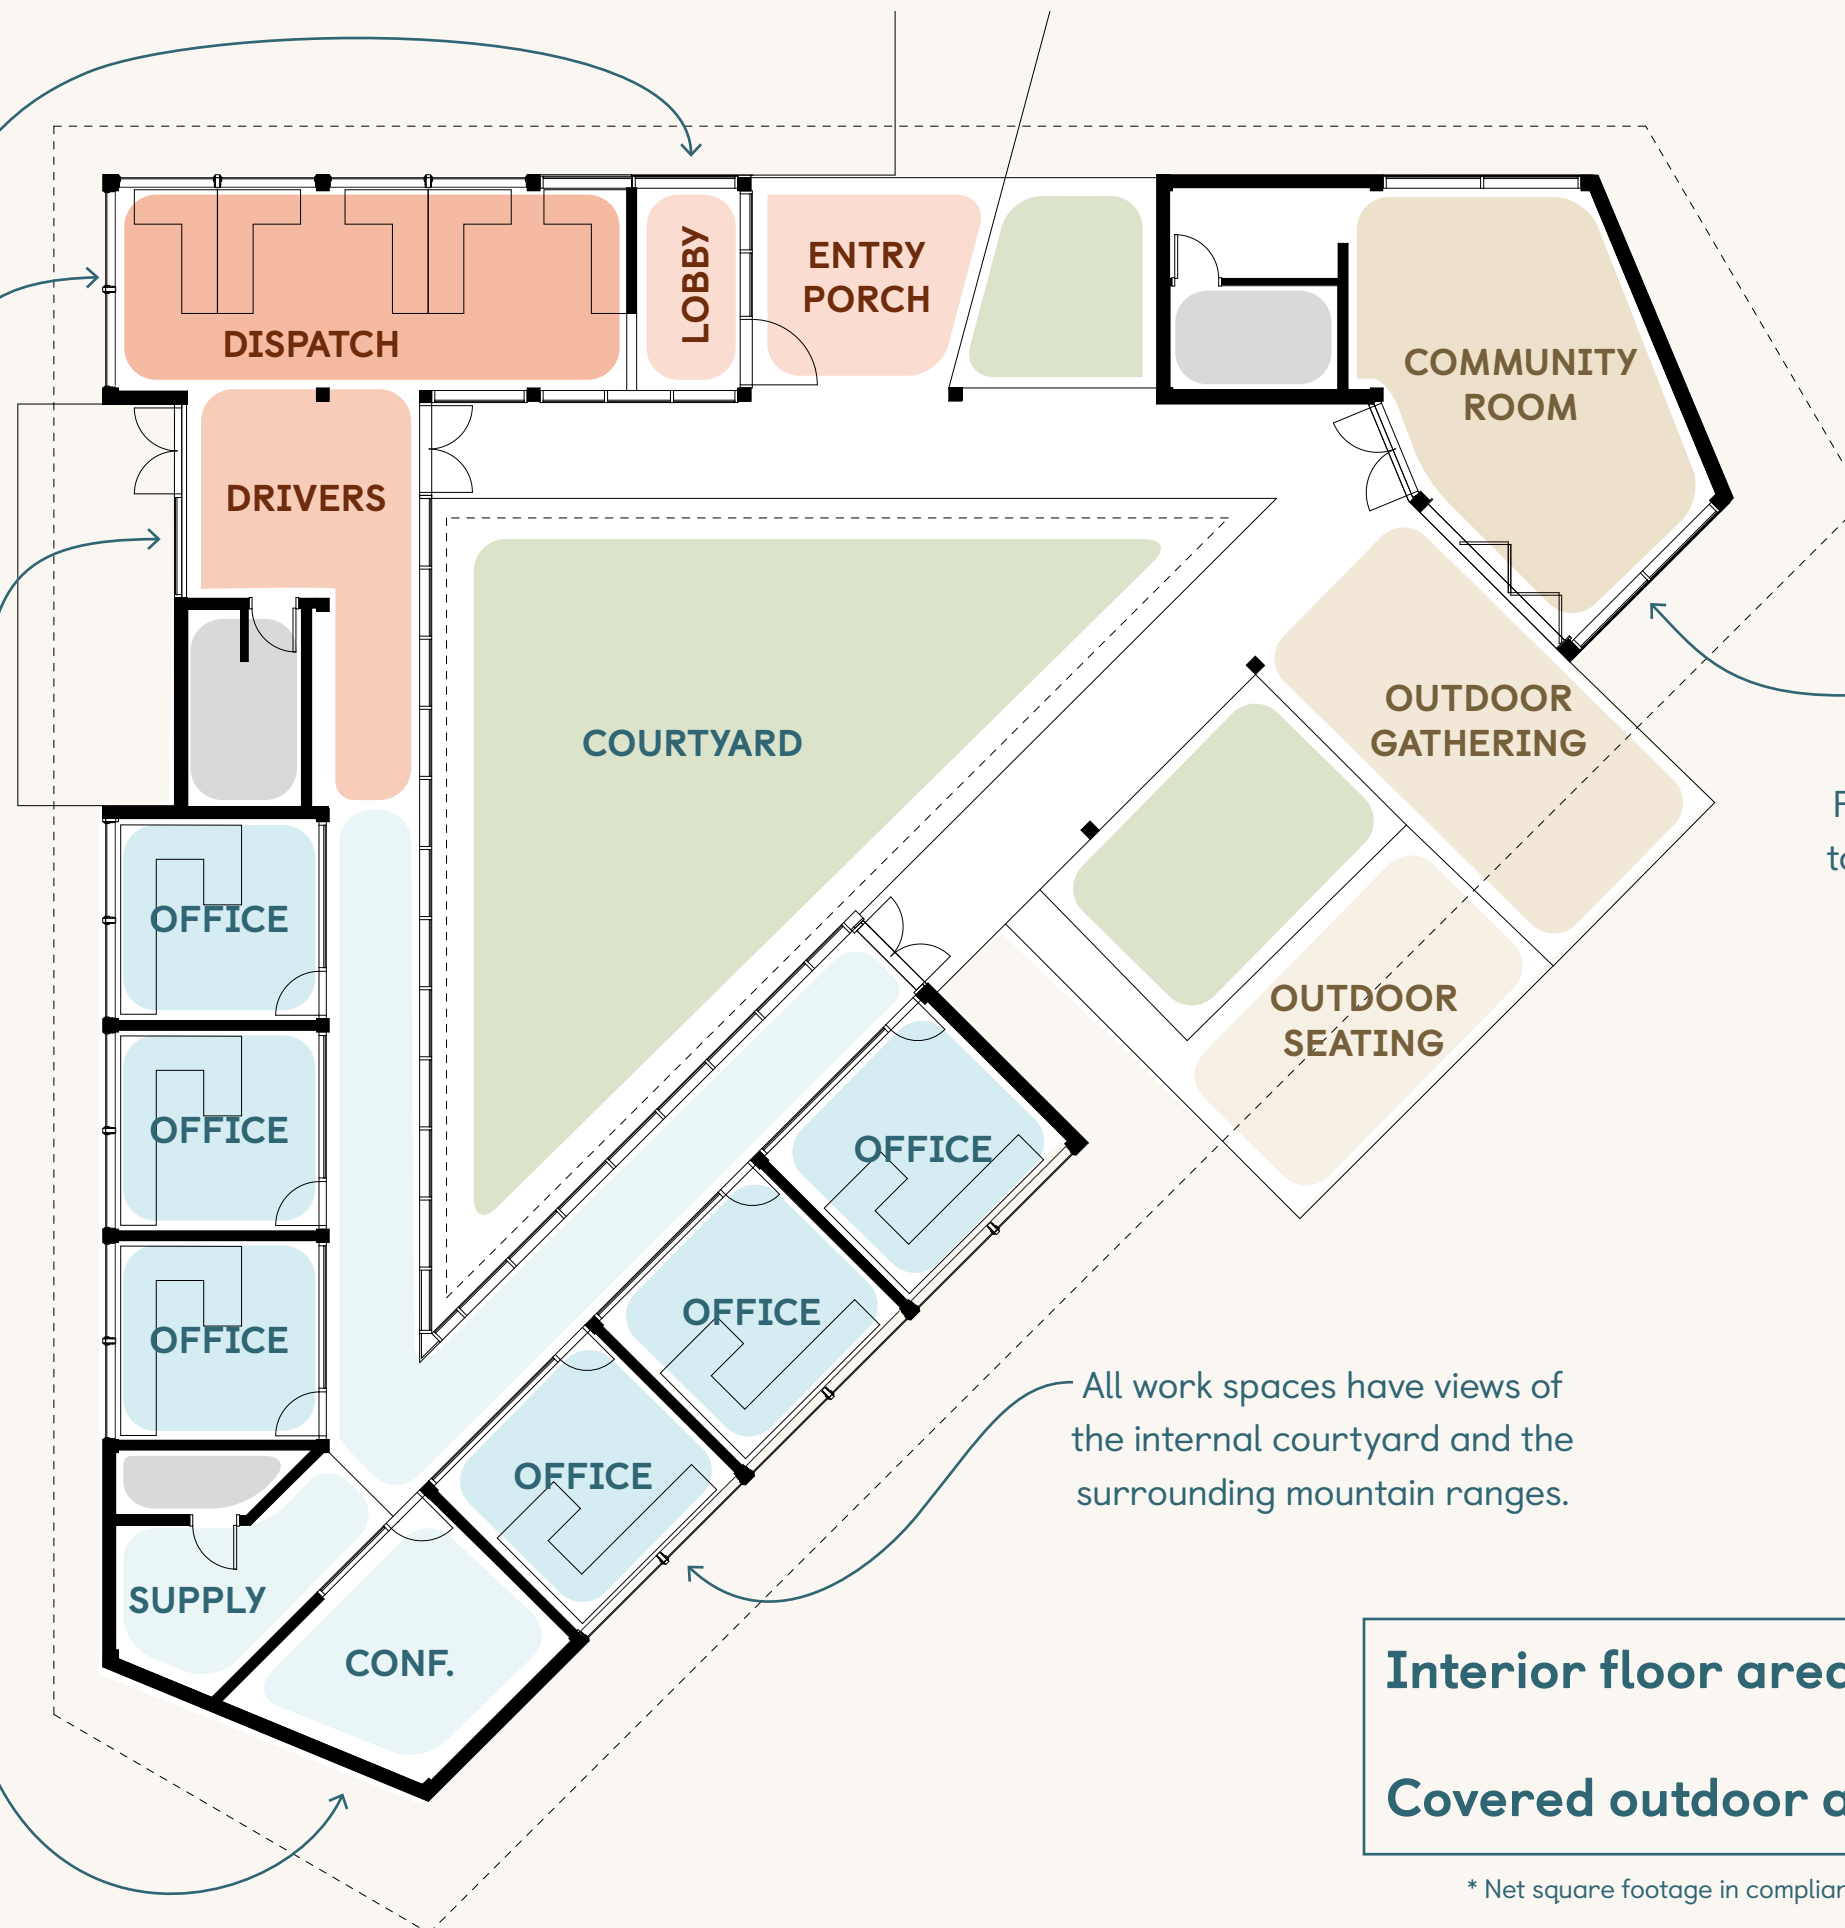 LOBBY
ENTRY
PORCH
DISPATCH
COMMUNITY
ROOM
DRIVERS
OUTDOOR
GATHERING
COURTYARD
F
to
OFFICE
OUTDOOR
SEATING
OFFICE
OFFICE
OFFICE
OFFICE
All work spaces have views of
the internal courtyard and the
surrounding mountain ranges.
OFFICE
SUPPLY
CONF.
Interior floor area
Covered outdoor a
* Net square footage in complian